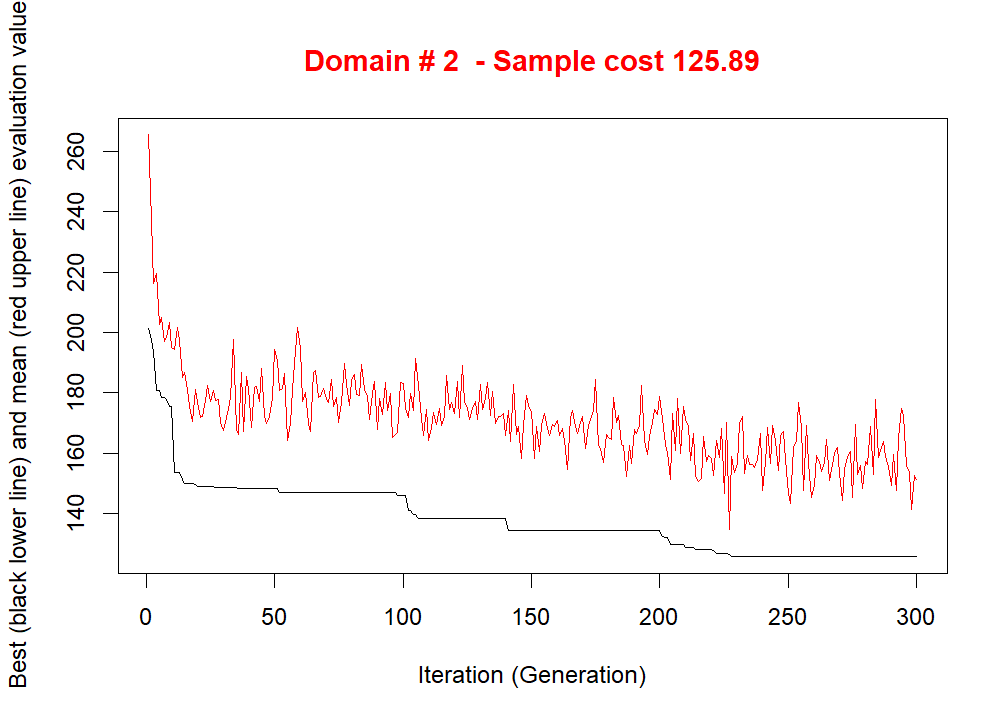 Domain # 2  - Sample cost 125.89
Best (black lower line) and mean (red upper line) evaluation value
260
240
220
200
180
160
140
0 50 100 150 200 250 300
Iteration (Generation)